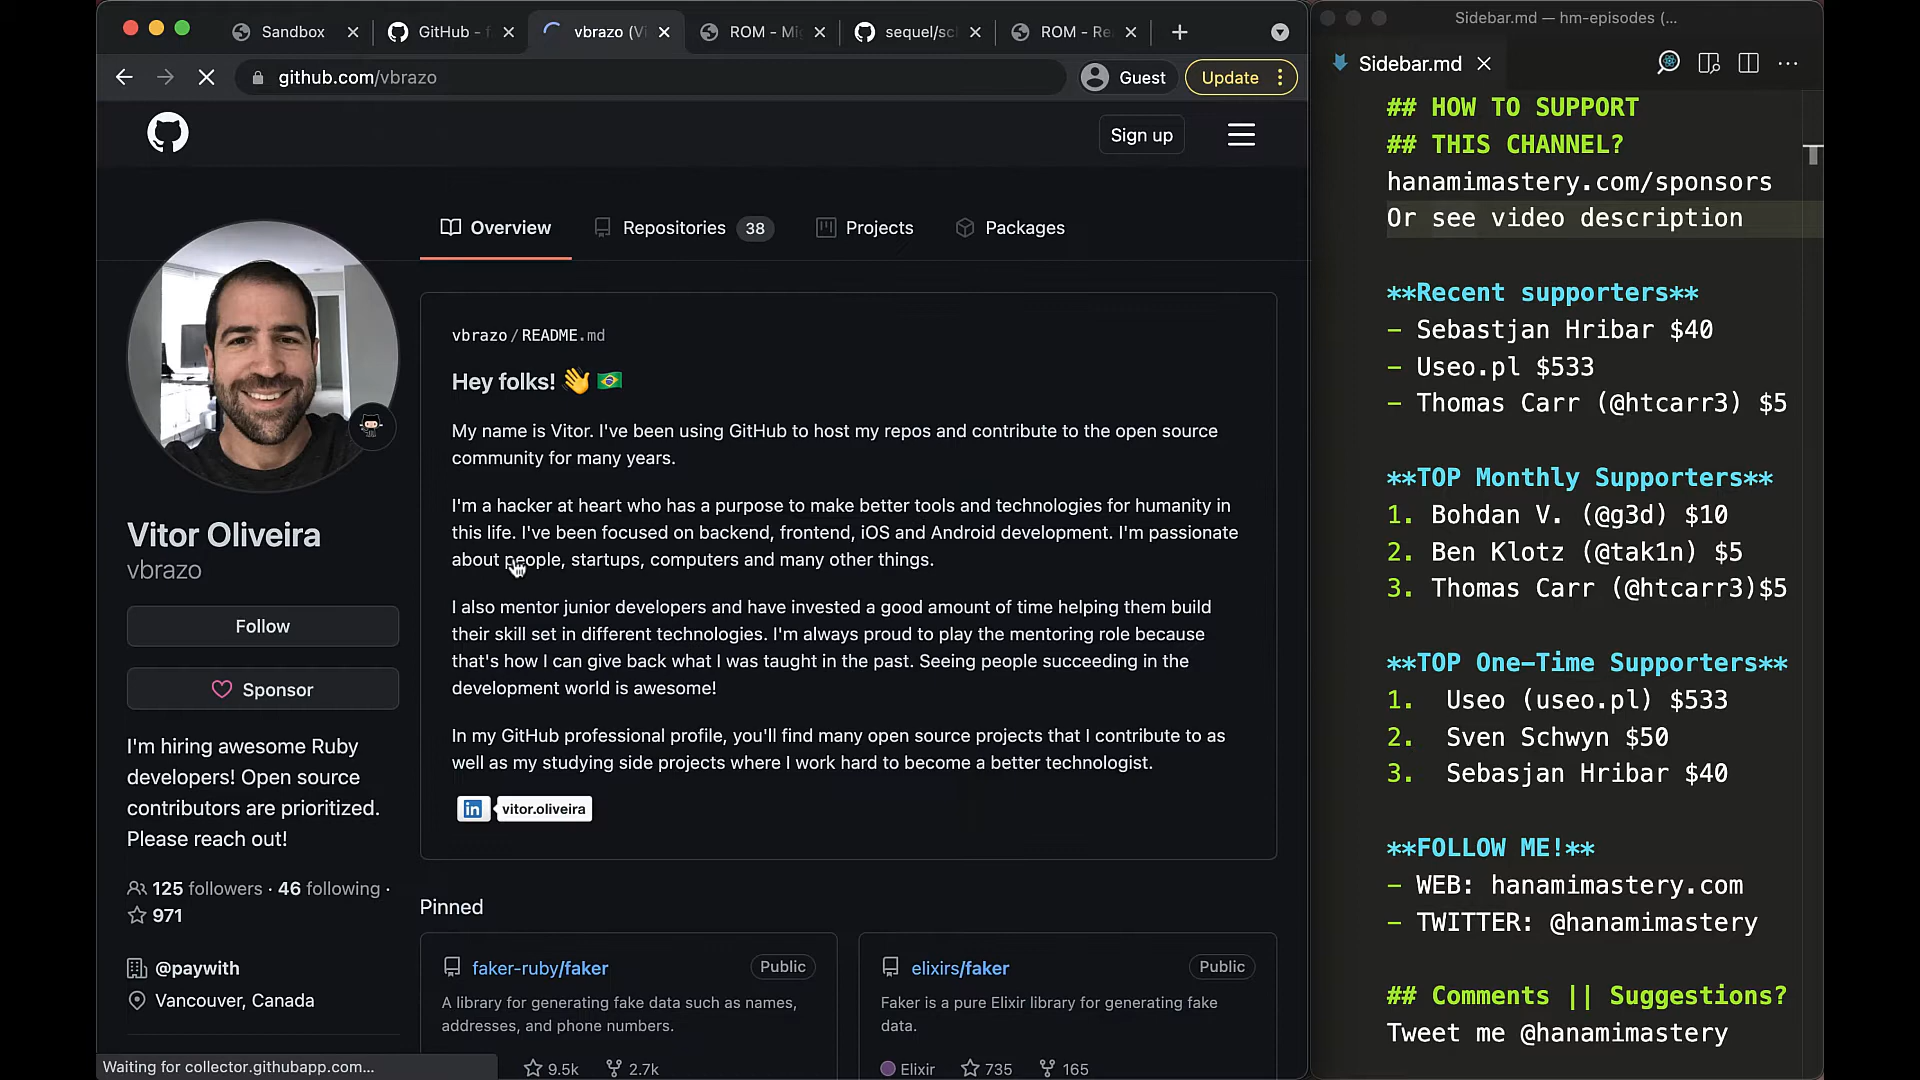 Sandbox
GitHub - f
vbrazo (Vi
ROM - Mi
sequel/sc
ROM - Re
github.com/vbrazo
Guest
Update
Sign up
Overview
Repositories 38
Projects
Packages
vbrazo/README.md
Hey folks! 👋 🇧🇷
My name is Vitor. I've been using GitHub to host my repos and contribute to the open source
community for many years.
I'm a hacker at heart who has a purpose to make better tools and technologies for humanity in
this life. I've been focused on backend, frontend, iOS and Android development. I'm passionate
about people, startups, computers and many other things.
I also mentor junior developers and have invested a good amount of time helping them build
their skill set in different technologies. I'm always proud to play the mentoring role because
that's how I can give back what I was taught in the past. Seeing people succeeding in the
development world is awesome!
In my GitHub professional profile, you'll find many open source projects that I contribute to as
well as my studying side projects where I work hard to become a better technologist.
in vitor.oliveira
Vitor Oliveira
vbrazo
Follow
Sponsor
I'm hiring awesome Ruby
developers! Open source
contributors are prioritized.
Please reach out!
125 followers · 46 following ·
971
@paywith
Vancouver, Canada
Pinned
faker-ruby/faker
Public
A library for generating fake data such as names,
addresses, and phone numbers.
9.5k 2.7k
elixirs/faker
Public
Faker is a pure Elixir library for generating fake
data.
Elixir 735 165
Waiting for collector.githubapp.com...
Sidebar.md — hm-episodes (...
Sidebar.md
## HOW TO SUPPORT
## THIS CHANNEL?
hanamimastery.com/sponsors
Or see video description
**Recent supporters**
- Sebastjan Hribar $40
- Useo.pl $533
- Thomas Carr (@htcarr3) $5
**TOP Monthly Supporters**
1. Bohdan V. (@g3d) $10
2. Ben Klotz (@tak1n) $5
3. Thomas Carr (@htcarr3)$5
**TOP One-Time Supporters**
1. Useo (useo.pl) $533
2. Sven Schwyn $50
3. Sebasjan Hribar $40
**FOLLOW ME!**
- WEB: hanamimastery.com
- TWITTER: @hanamimastery
## Comments || Suggestions?
Tweet me @hanamimastery